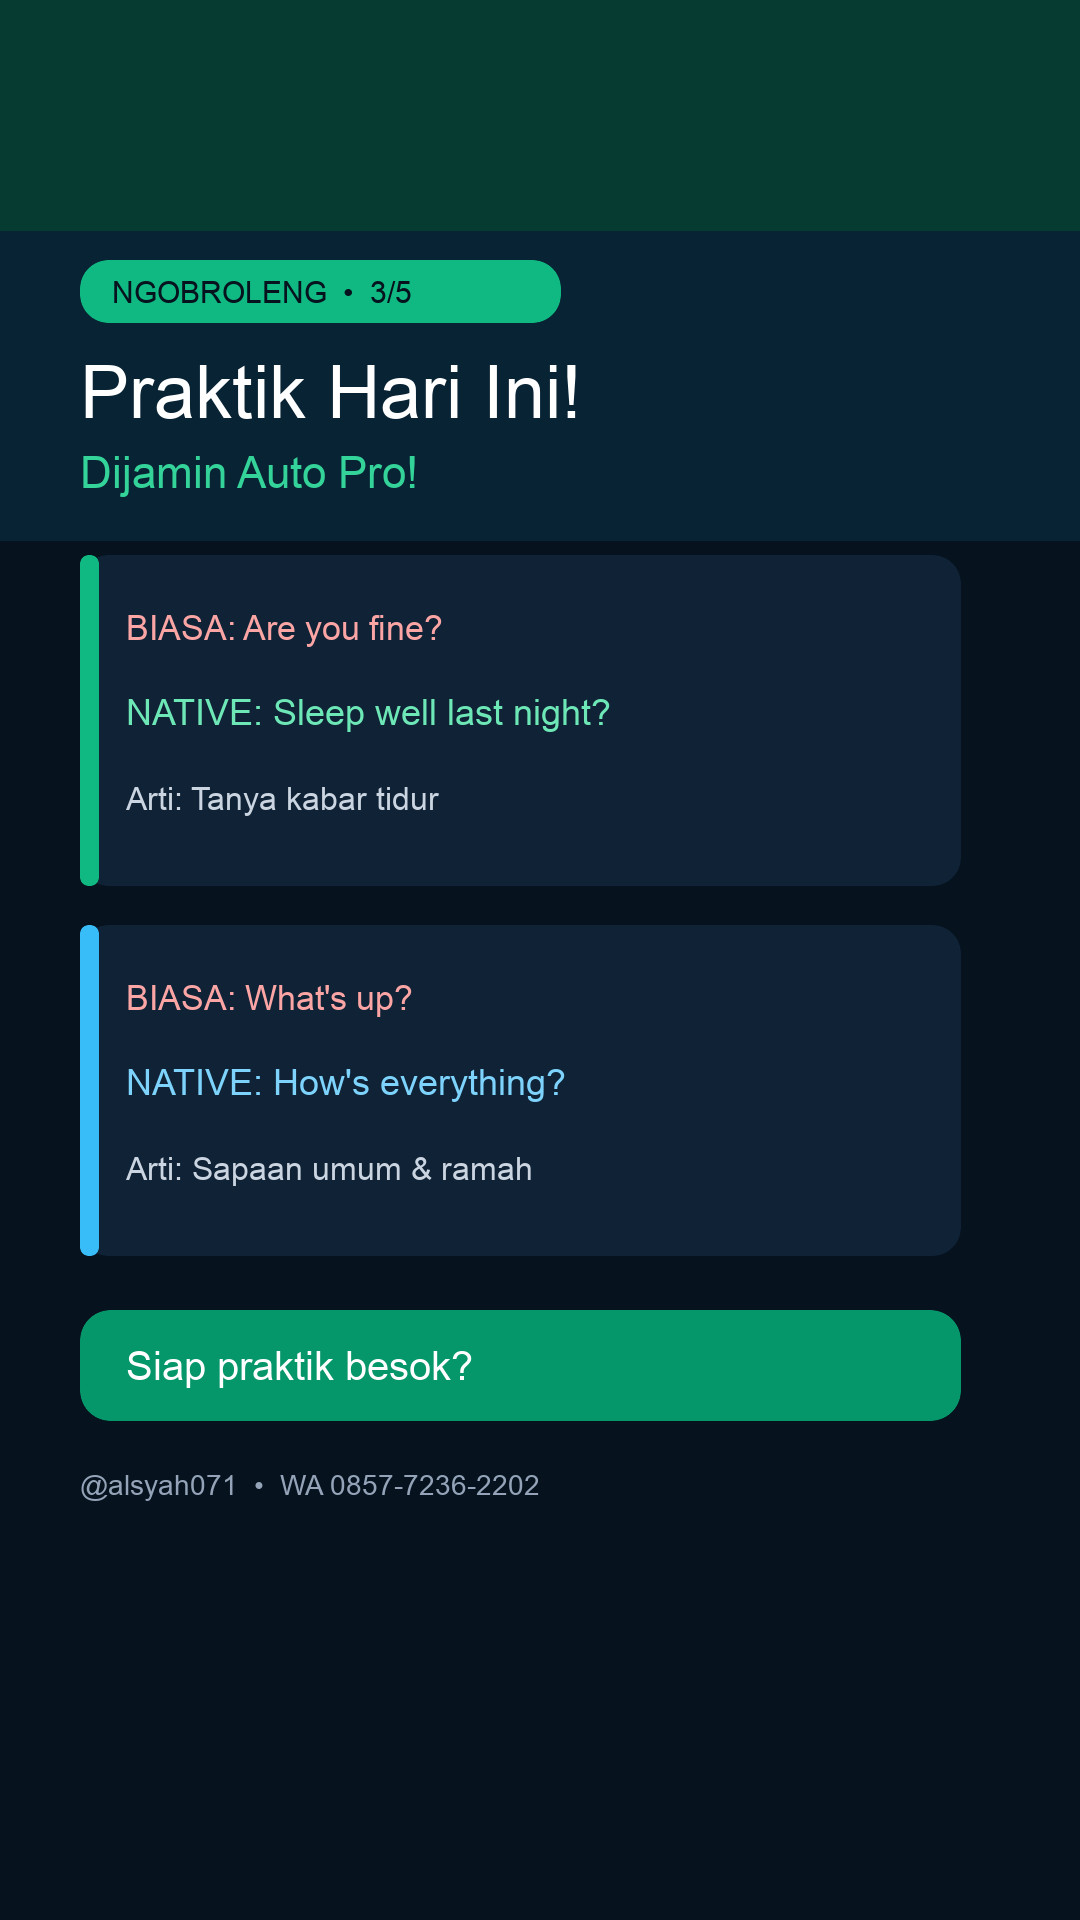 NGOBROLENG • 3/5
Praktik Hari Ini!
Dijamin Auto Pro!
BIASA: Are you fine?
NATIVE: Sleep well last night?
Arti: Tanya kabar tidur
BIASA: What's up?
NATIVE: How's everything?
Arti: Sapaan umum & ramah
Siap praktik besok?
@alsyah071 • WA 0857-7236-2202